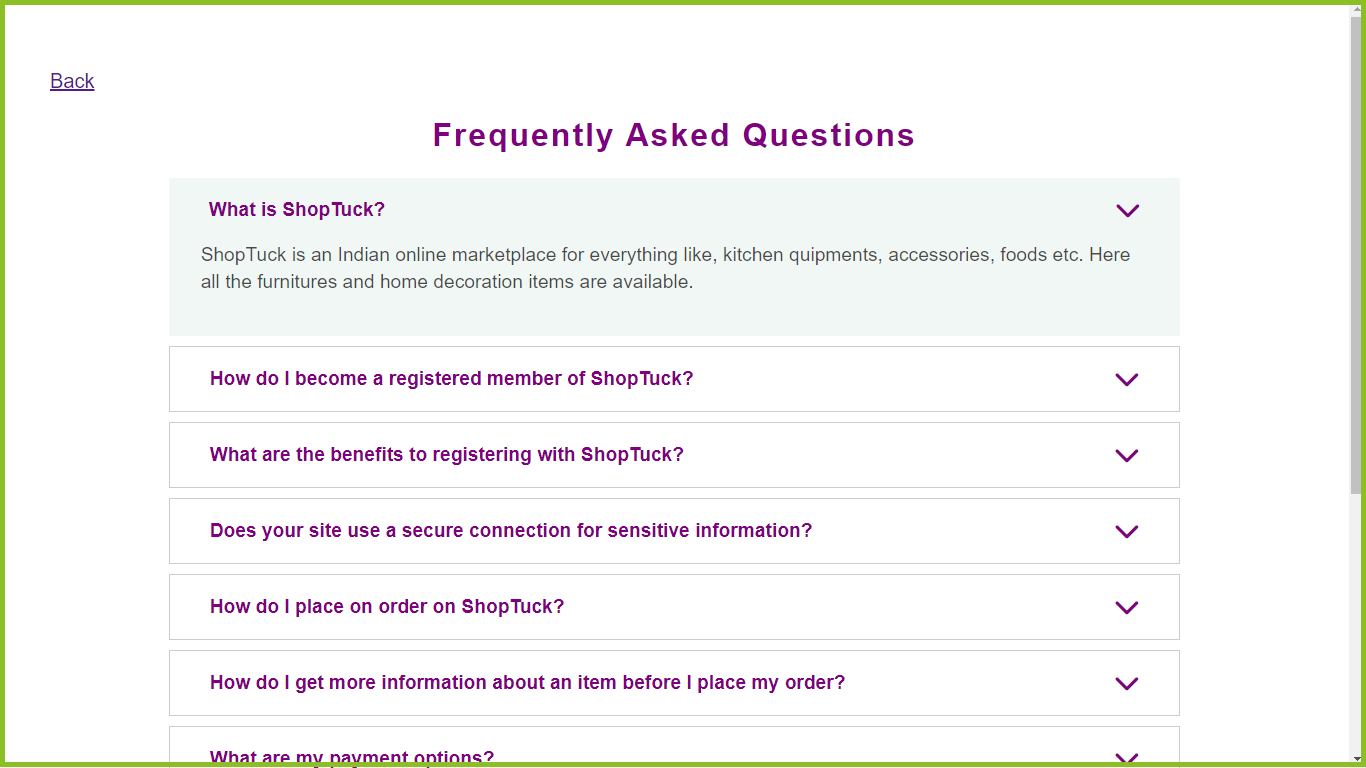 Back
Frequently Asked Questions
What is ShopTuck?
ShopTuck is an Indian online marketplace for everything like, kitchen quipments, accessories, foods etc. Here
all the furnitures and home decoration items are available.
How do I become a registered member of ShopTuck?
What are the benefits to registering with ShopTuck?
Does your site use a secure connection for sensitive information?
How do I place on order on ShopTuck?
How do I get more information about an item before I place my order?
What are my payment options?